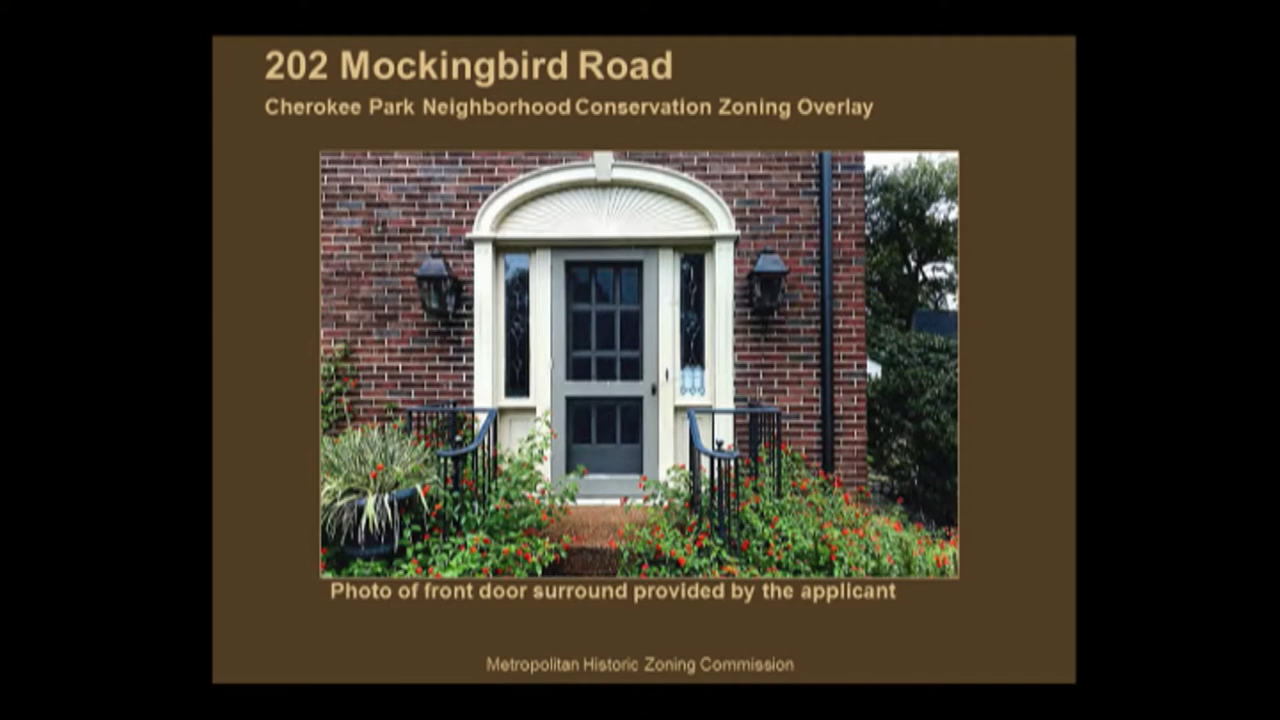 202 Mockingbird Road
Cherokee Park Neighborhood Conservation Zoning Overlay
Photo of front door surround provided by the applicant
Metropolitan Historic Zoning Commission